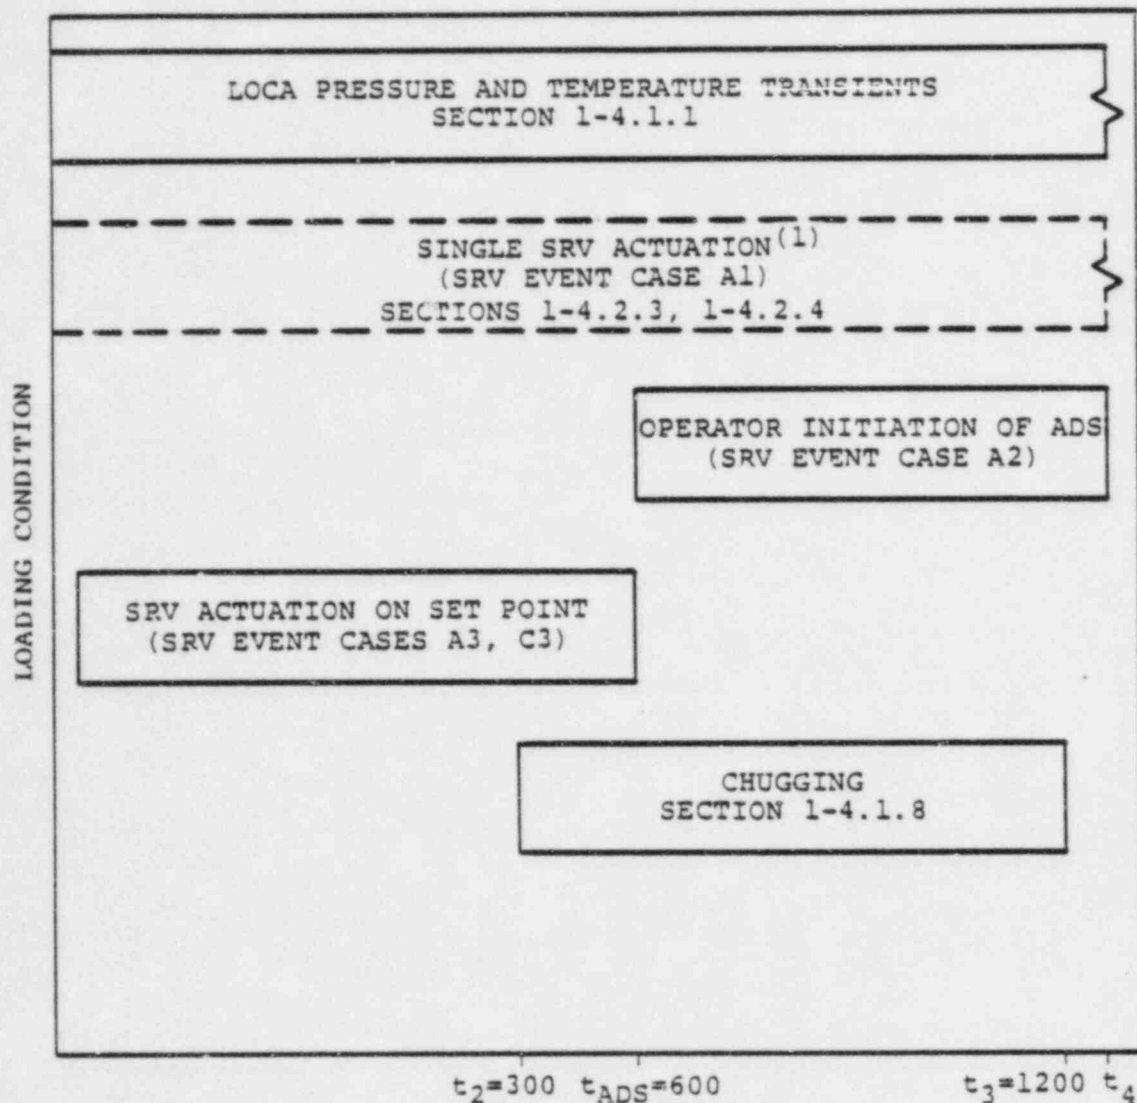 LOCA PRESSURE AND TEMPERATURE TRANSIENTS
SECTION 1-4.1.1
SINGLE SRV ACTUATION(1)
(SRV EVENT CASE A1)
SECTIONS 1-4.2.3, 1-4.2.4
OPERATOR INITIATION OF ADS
(SRV EVENT CASE A2)
LOADING CONDITION
SRV ACTUATION ON SET POINT
(SRV EVENT CASES A3, C3)
CHUGGING
SECTION 1-4.1.8
t2=300 tADS=600 t3=1200 t4